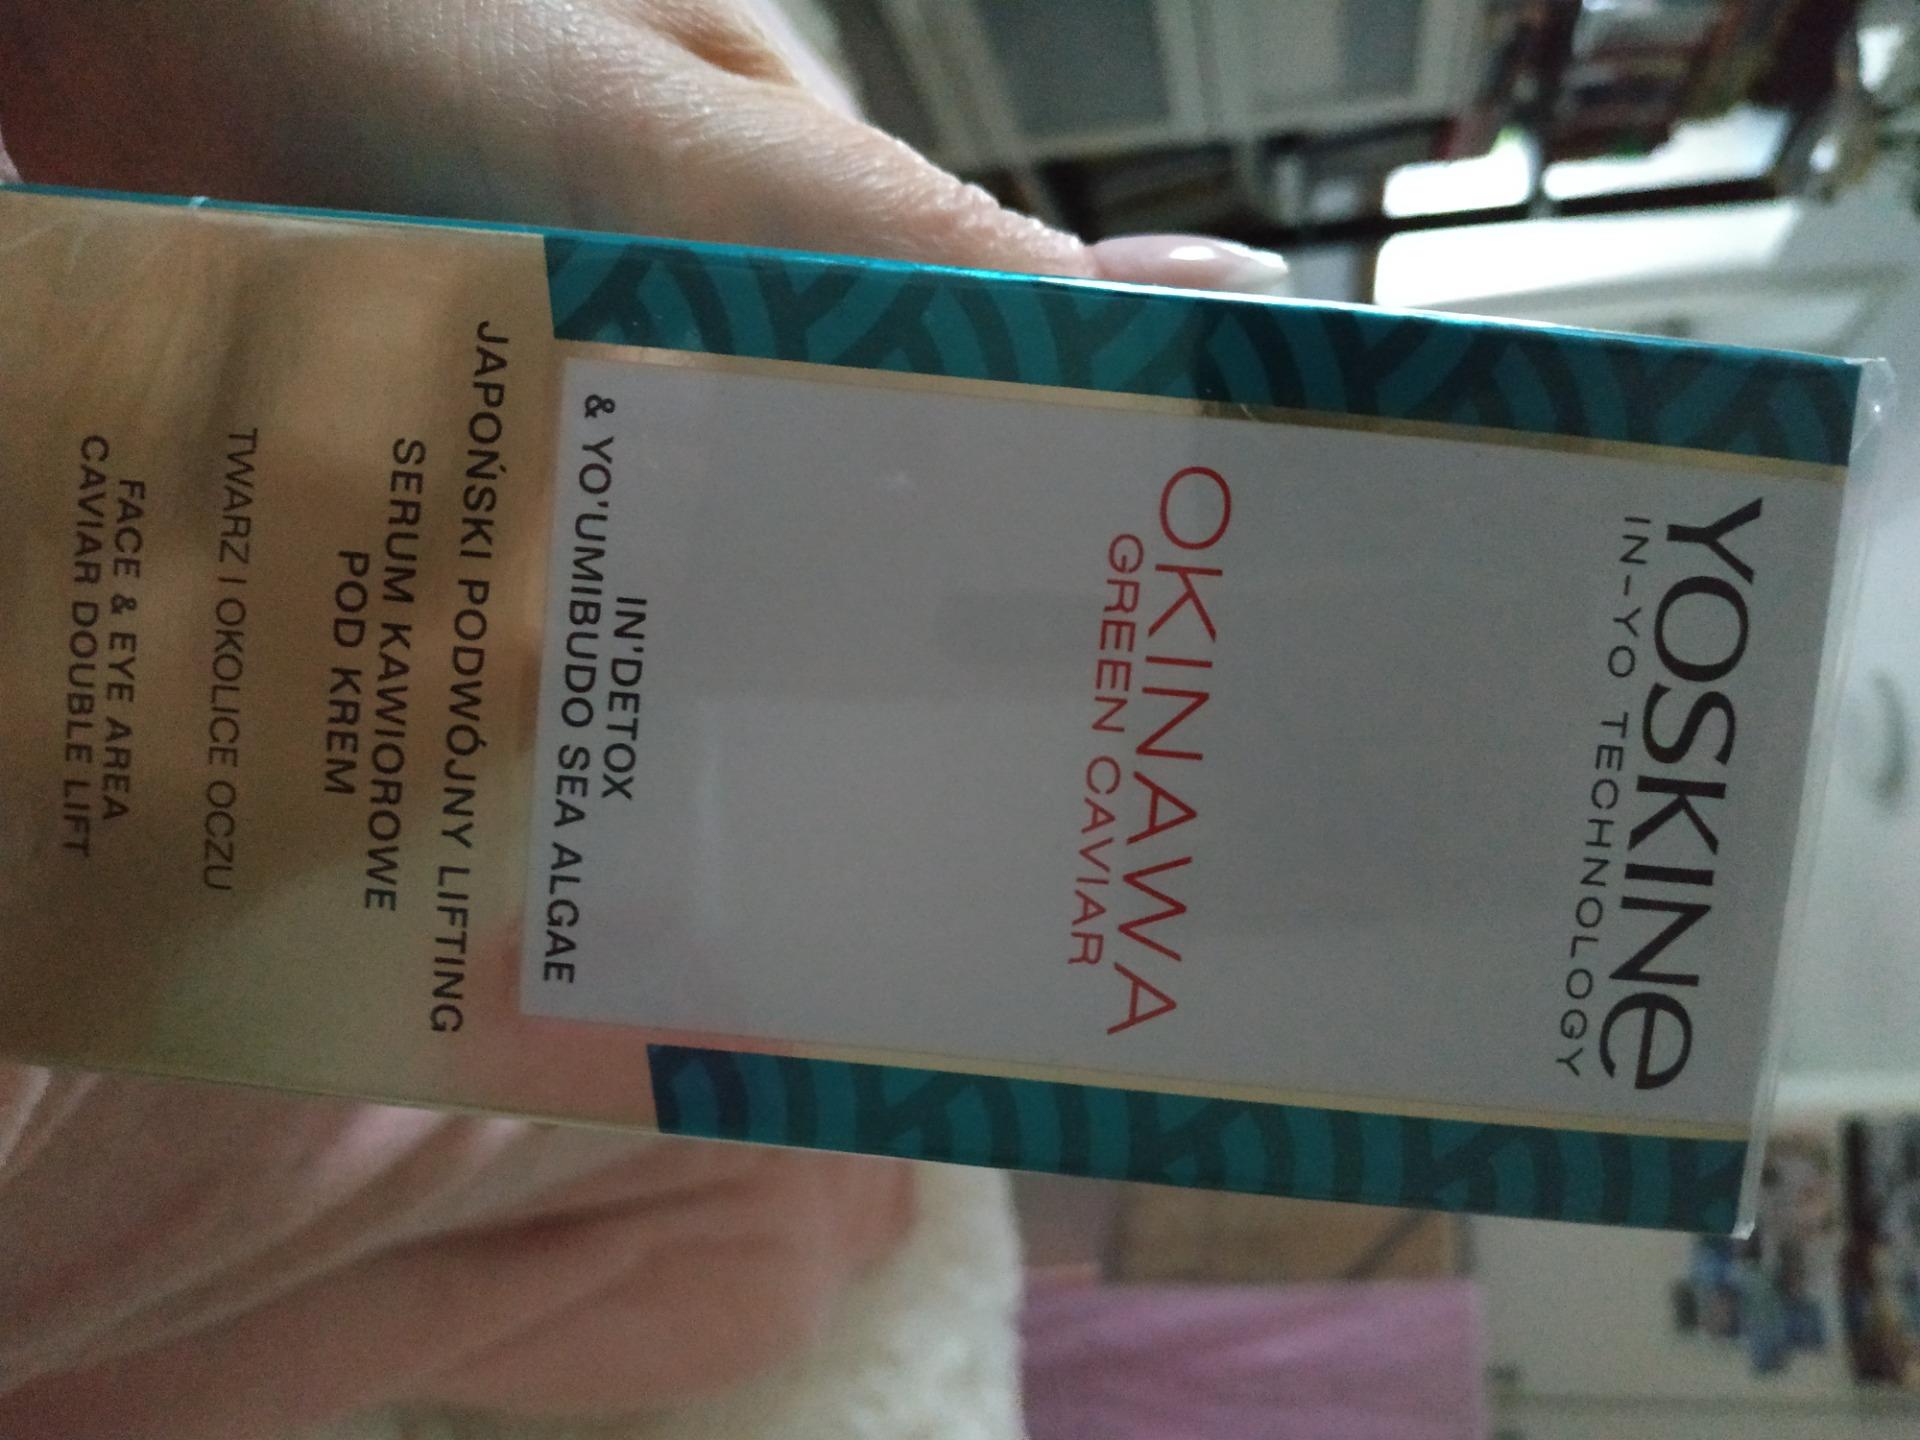 YOSKINe
IN-YO TECHNOLOGY
OKINAWA
GREEN CAVIAR
IN'DETOX
& YO'UMIBUDO SEA ALGAE
JAPOŃSKI PODWÓJNY LIFTING
SERUM KAWIOROWE
POD KREM
TWARZ I OKOLICE OCZU
FACE & EYE AREA
CAVIAR DOUBLE LIFT